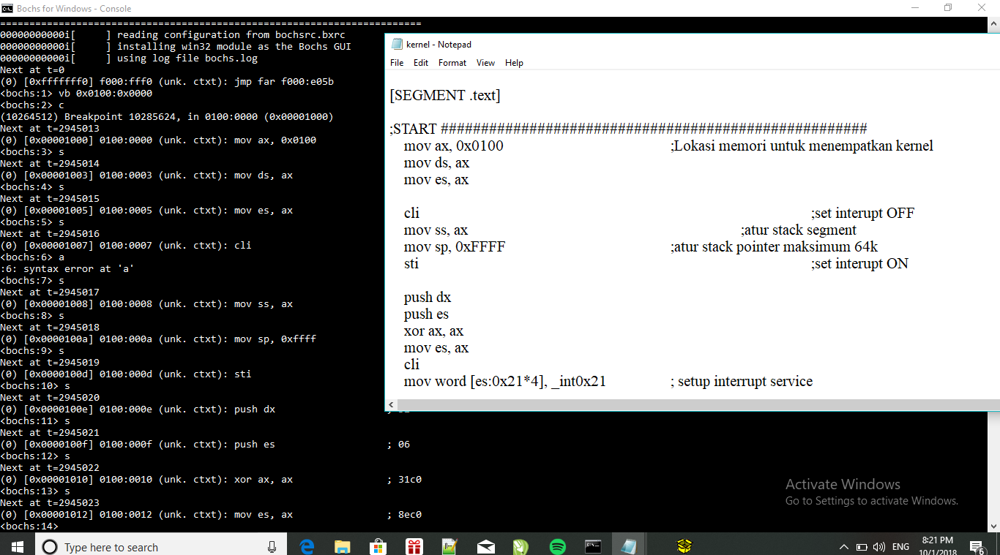 Bochs for Windows - Console
========================================================================
00000000000i[     ] reading configuration from bochsrc.bxrc
00000000000i[     ] installing win32 module as the Bochs GUI
00000000000i[     ] using log file bochs.log
Next at t=0
(0) [0xfffffff0] f000:fff0 (unk. ctxt): jmp far f000:e05b
<bochs:1> vb 0x0100:0x0000
<bochs:2> c
(10264512) Breakpoint 10285624, in 0100:0000 (0x00001000)
Next at t=2945013
(0) [0x00001000] 0100:0000 (unk. ctxt): mov ax, 0x0100
<bochs:3> s
Next at t=2945014
(0) [0x00001003] 0100:0003 (unk. ctxt): mov ds, ax
<bochs:4> s
Next at t=2945015
(0) [0x00001005] 0100:0005 (unk. ctxt): mov es, ax
<bochs:5> s
Next at t=2945016
(0) [0x00001007] 0100:0007 (unk. ctxt): cli
<bochs:6> a
:6: syntax error at 'a'
<bochs:7> s
Next at t=2945017
(0) [0x00001008] 0100:0008 (unk. ctxt): mov ss, ax
<bochs:8> s
Next at t=2945018
(0) [0x0000100a] 0100:000a (unk. ctxt): mov sp, 0xffff
<bochs:9> s
Next at t=2945019
(0) [0x0000100d] 0100:000d (unk. ctxt): sti
<bochs:10> s
Next at t=2945020
(0) [0x0000100e] 0100:000e (unk. ctxt): push dx
<bochs:11> s
Next at t=2945021
(0) [0x0000100f] 0100:000f (unk. ctxt): push es ; 06
<bochs:12> s
Next at t=2945022
(0) [0x00001010] 0100:0010 (unk. ctxt): xor ax, ax ; 31c0
<bochs:13> s
Next at t=2945023
(0) [0x00001012] 0100:0012 (unk. ctxt): mov es, ax ; 8ec0
<bochs:14>
kernel - Notepad
File Edit Format View Help
[SEGMENT .text]
;START #####################################################
mov ax, 0x0100 ;Lokasi memori untuk menempatkan kernel
mov ds, ax
mov es, ax
cli ;set interupt OFF
mov ss, ax ;atur stack segment
mov sp, 0xFFFF ;atur stack pointer maksimum 64k
sti ;set interupt ON
push dx
push es
xor ax, ax
mov es, ax
cli
mov word [es:0x21*4], _int0x21 ; setup interrupt service
Activate Windows
Go to Settings to activate Windows.
Type here to search
ENG
8:21 PM
10/1/2018
6